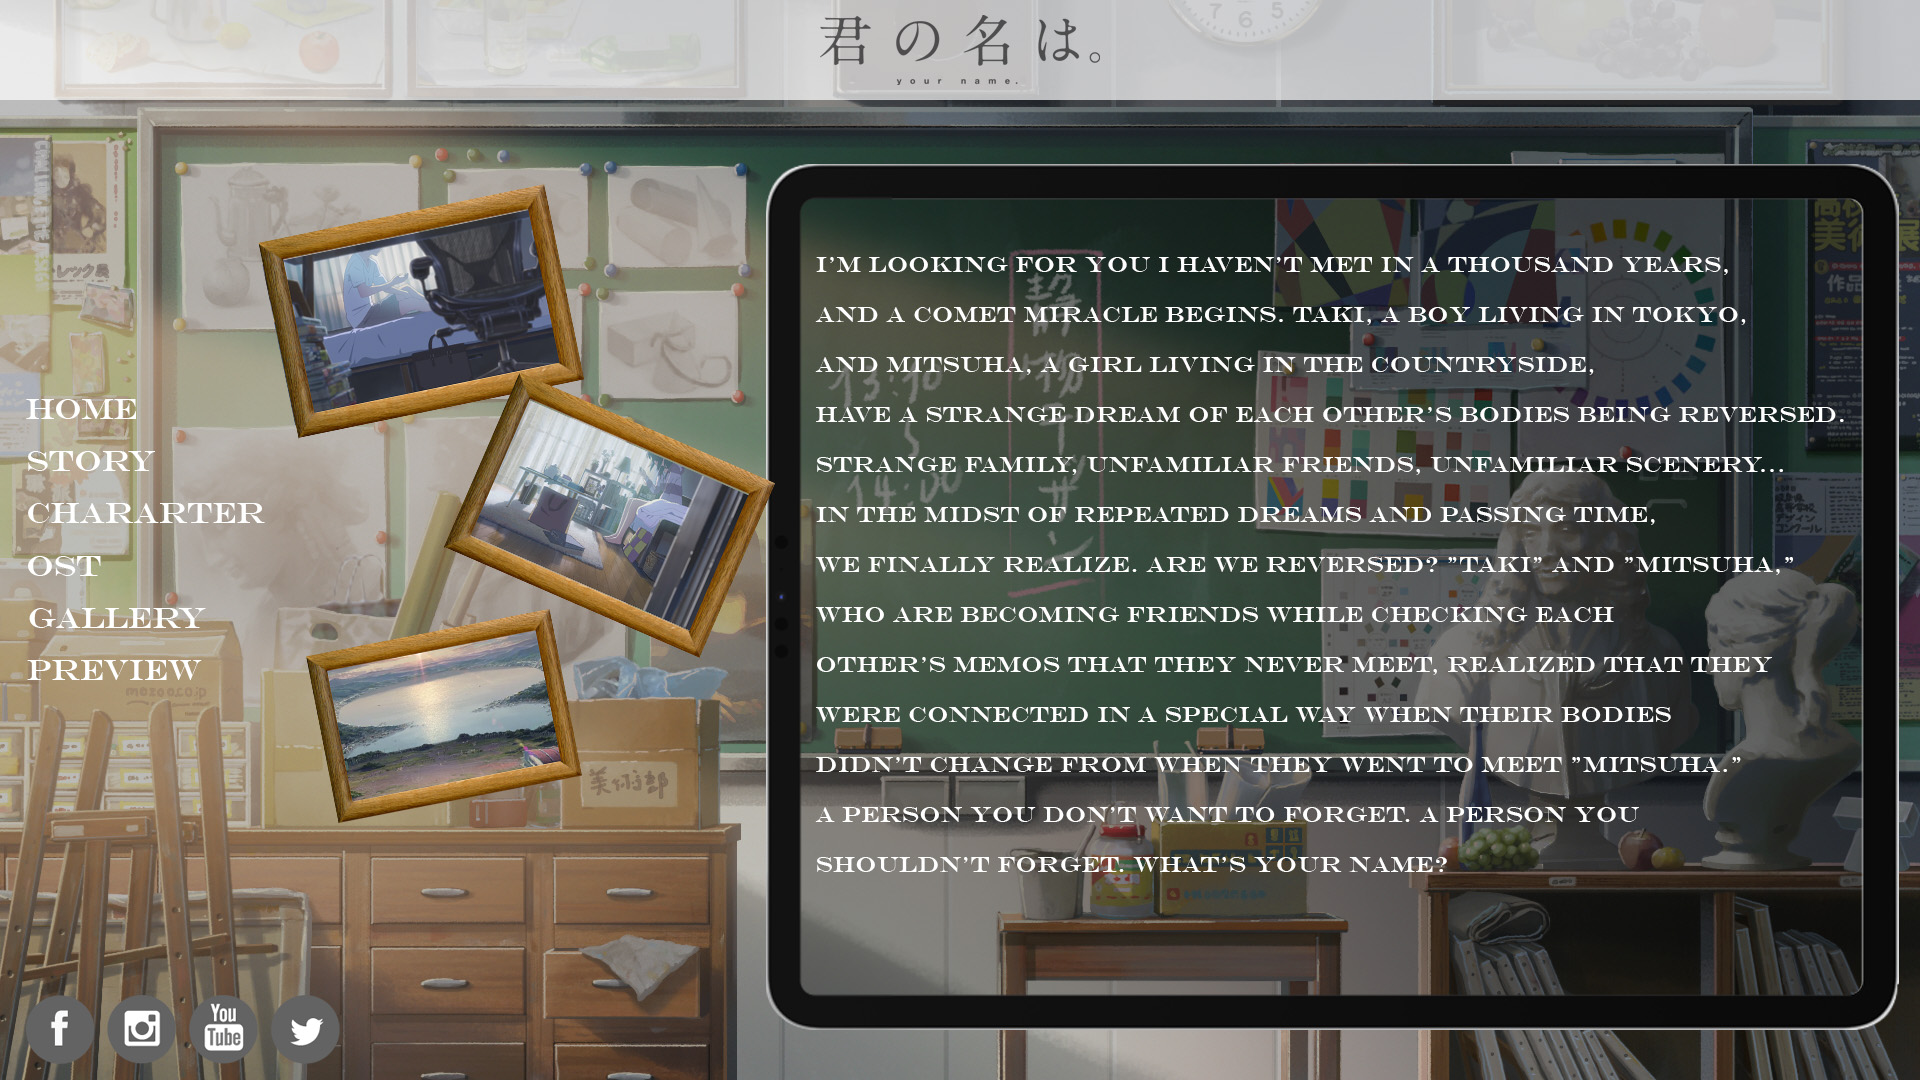 君の名は。
your name.
HOME
STORY
CHARARTER
OST
GALLERY
PREVIEW
I'M LOOKING FOR YOU I HAVEN'T MET IN A THOUSAND YEARS,
AND A COMET MIRACLE BEGINS. TAKI, A BOY LIVING IN TOKYO,
AND MITSUHA, A GIRL LIVING IN THE COUNTRYSIDE,
HAVE A STRANGE DREAM OF EACH OTHER'S BODIES BEING REVERSED.
STRANGE FAMILY, UNFAMILIAR FRIENDS, UNFAMILIAR SCENERY...
IN THE MIDST OF REPEATED DREAMS AND PASSING TIME,
WE FINALLY REALIZE. ARE WE REVERSED? "TAKI" AND "MITSUHA,"
WHO ARE BECOMING FRIENDS WHILE CHECKING EACH
OTHER'S MEMOS THAT THEY NEVER MEET, REALIZED THAT THEY
WERE CONNECTED IN A SPECIAL WAY WHEN THEIR BODIES
DIDN'T CHANGE FROM WHEN THEY WENT TO MEET "MITSUHA."
A PERSON YOU DON'T WANT TO FORGET. A PERSON YOU
SHOULDN'T FORGET. WHAT'S YOUR NAME?
7 6 5
美術部
You
Tube